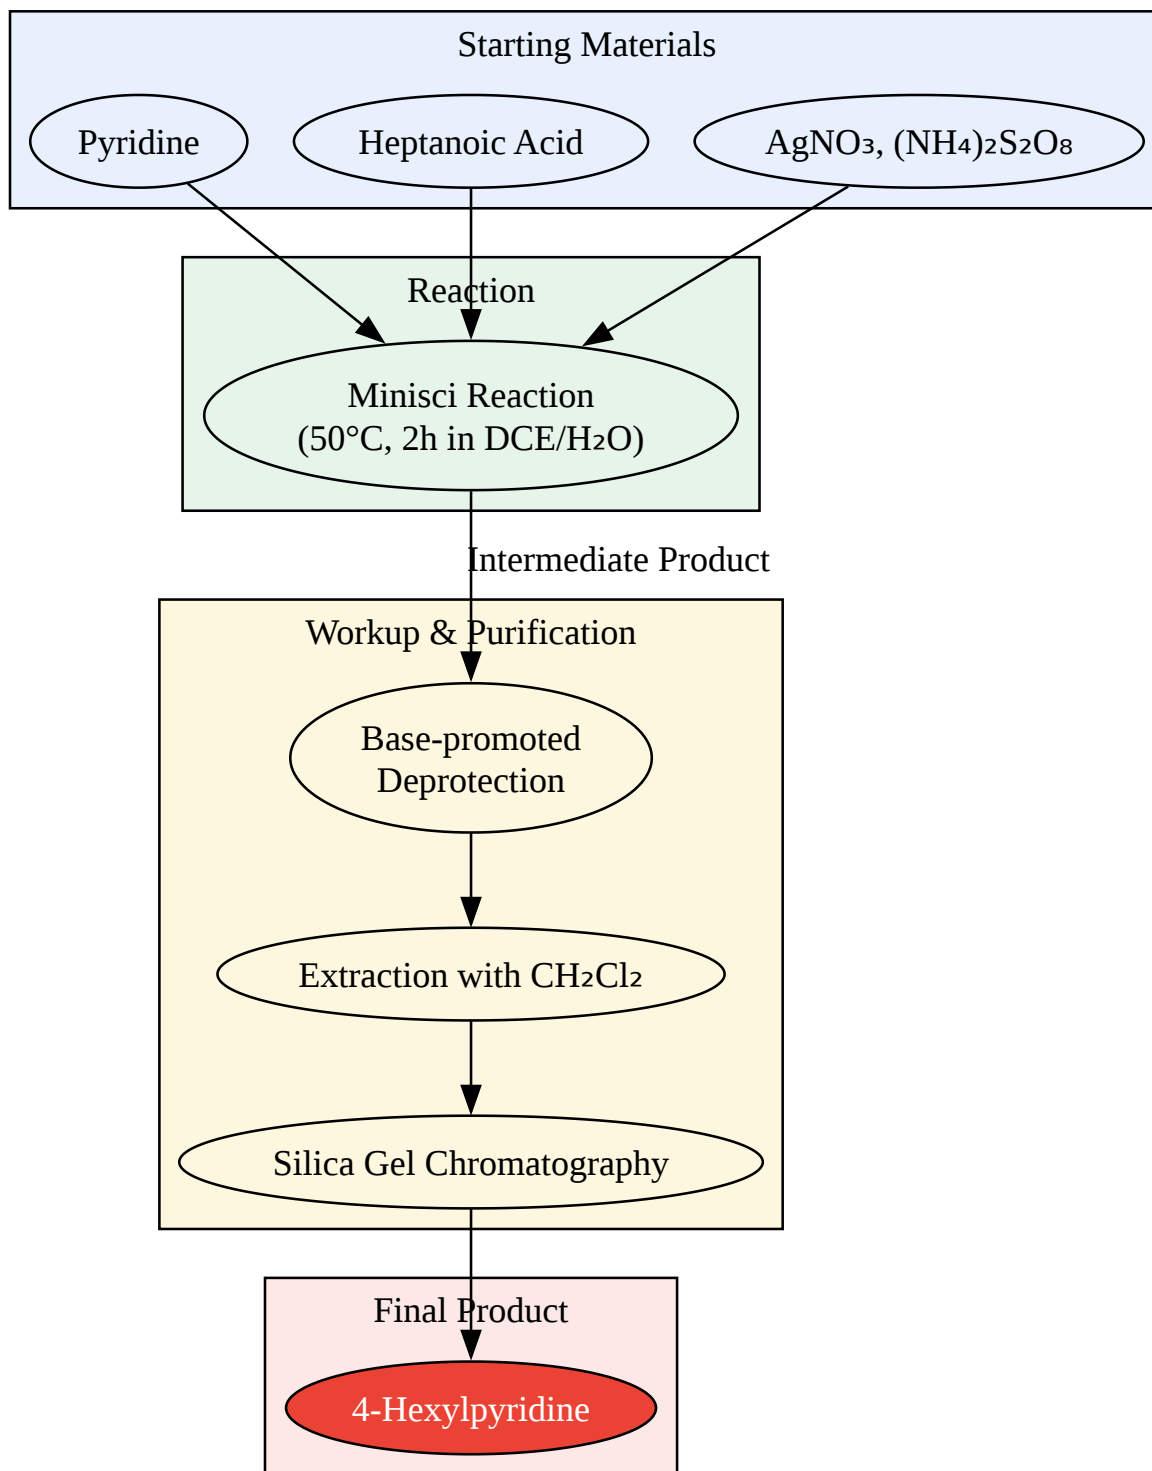 Starting Materials
Pyridine
Heptanoic Acid
AgNO₃, (NH₄)₂S₂O₈
Reaction
Minisci Reaction
(50°C, 2h in DCE/H₂O)
Intermediate Product
Workup & Purification
Base-promoted
Deprotection
Extraction with CH₂Cl₂
Silica Gel Chromatography
Final Product
4-Hexylpyridine